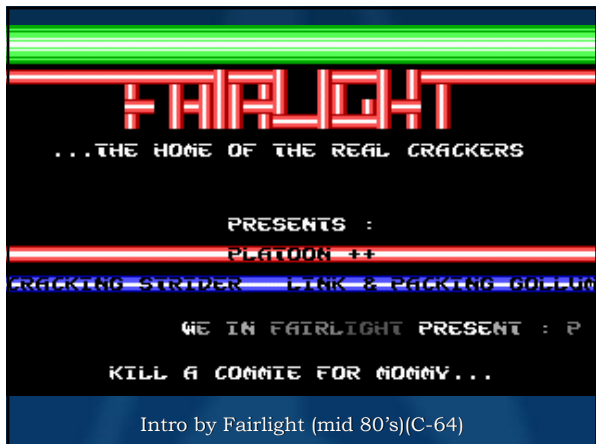 FAIRLIGHT
...THE HOME OF THE REAL CRACKERS
PRESENTS :
PLATOON ++
CRACKING STRIDER LINK & PACKING GOLLUM
WE IN FAIRLIGHT PRESENT : P
KILL A COMMIE FOR MOMMY...
Intro by Fairlight (mid 80's)(C-64)